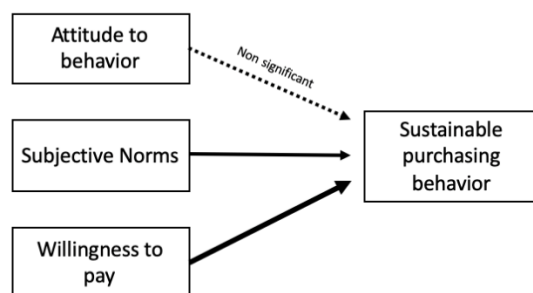 Attitude to
behavior
Non significant
Subjective Norms
Sustainable
purchasing
behavior
Willingness to
pay